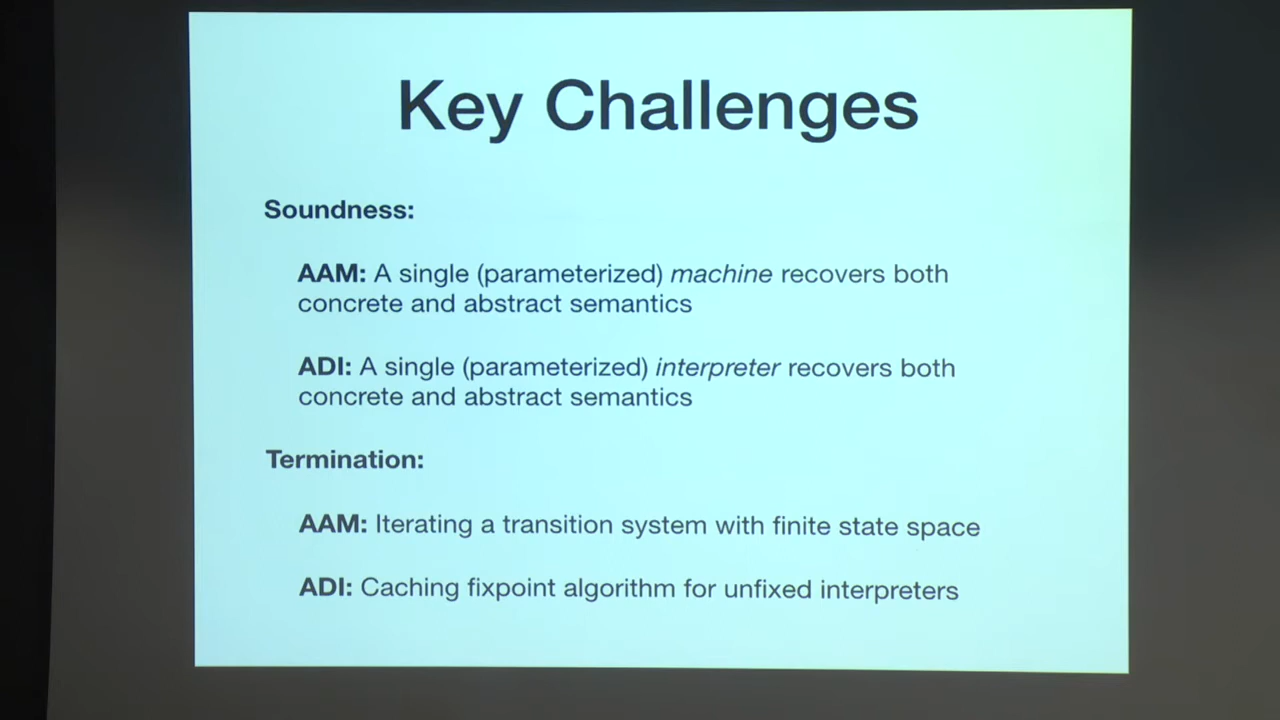 Key Challenges
Soundness:
AAM: A single (parameterized) machine recovers both
concrete and abstract semantics
ADI: A single (parameterized) interpreter recovers both
concrete and abstract semantics
Termination:
AAM: Iterating a transition system with finite state space
ADI: Caching fixpoint algorithm for unfixed interpreters